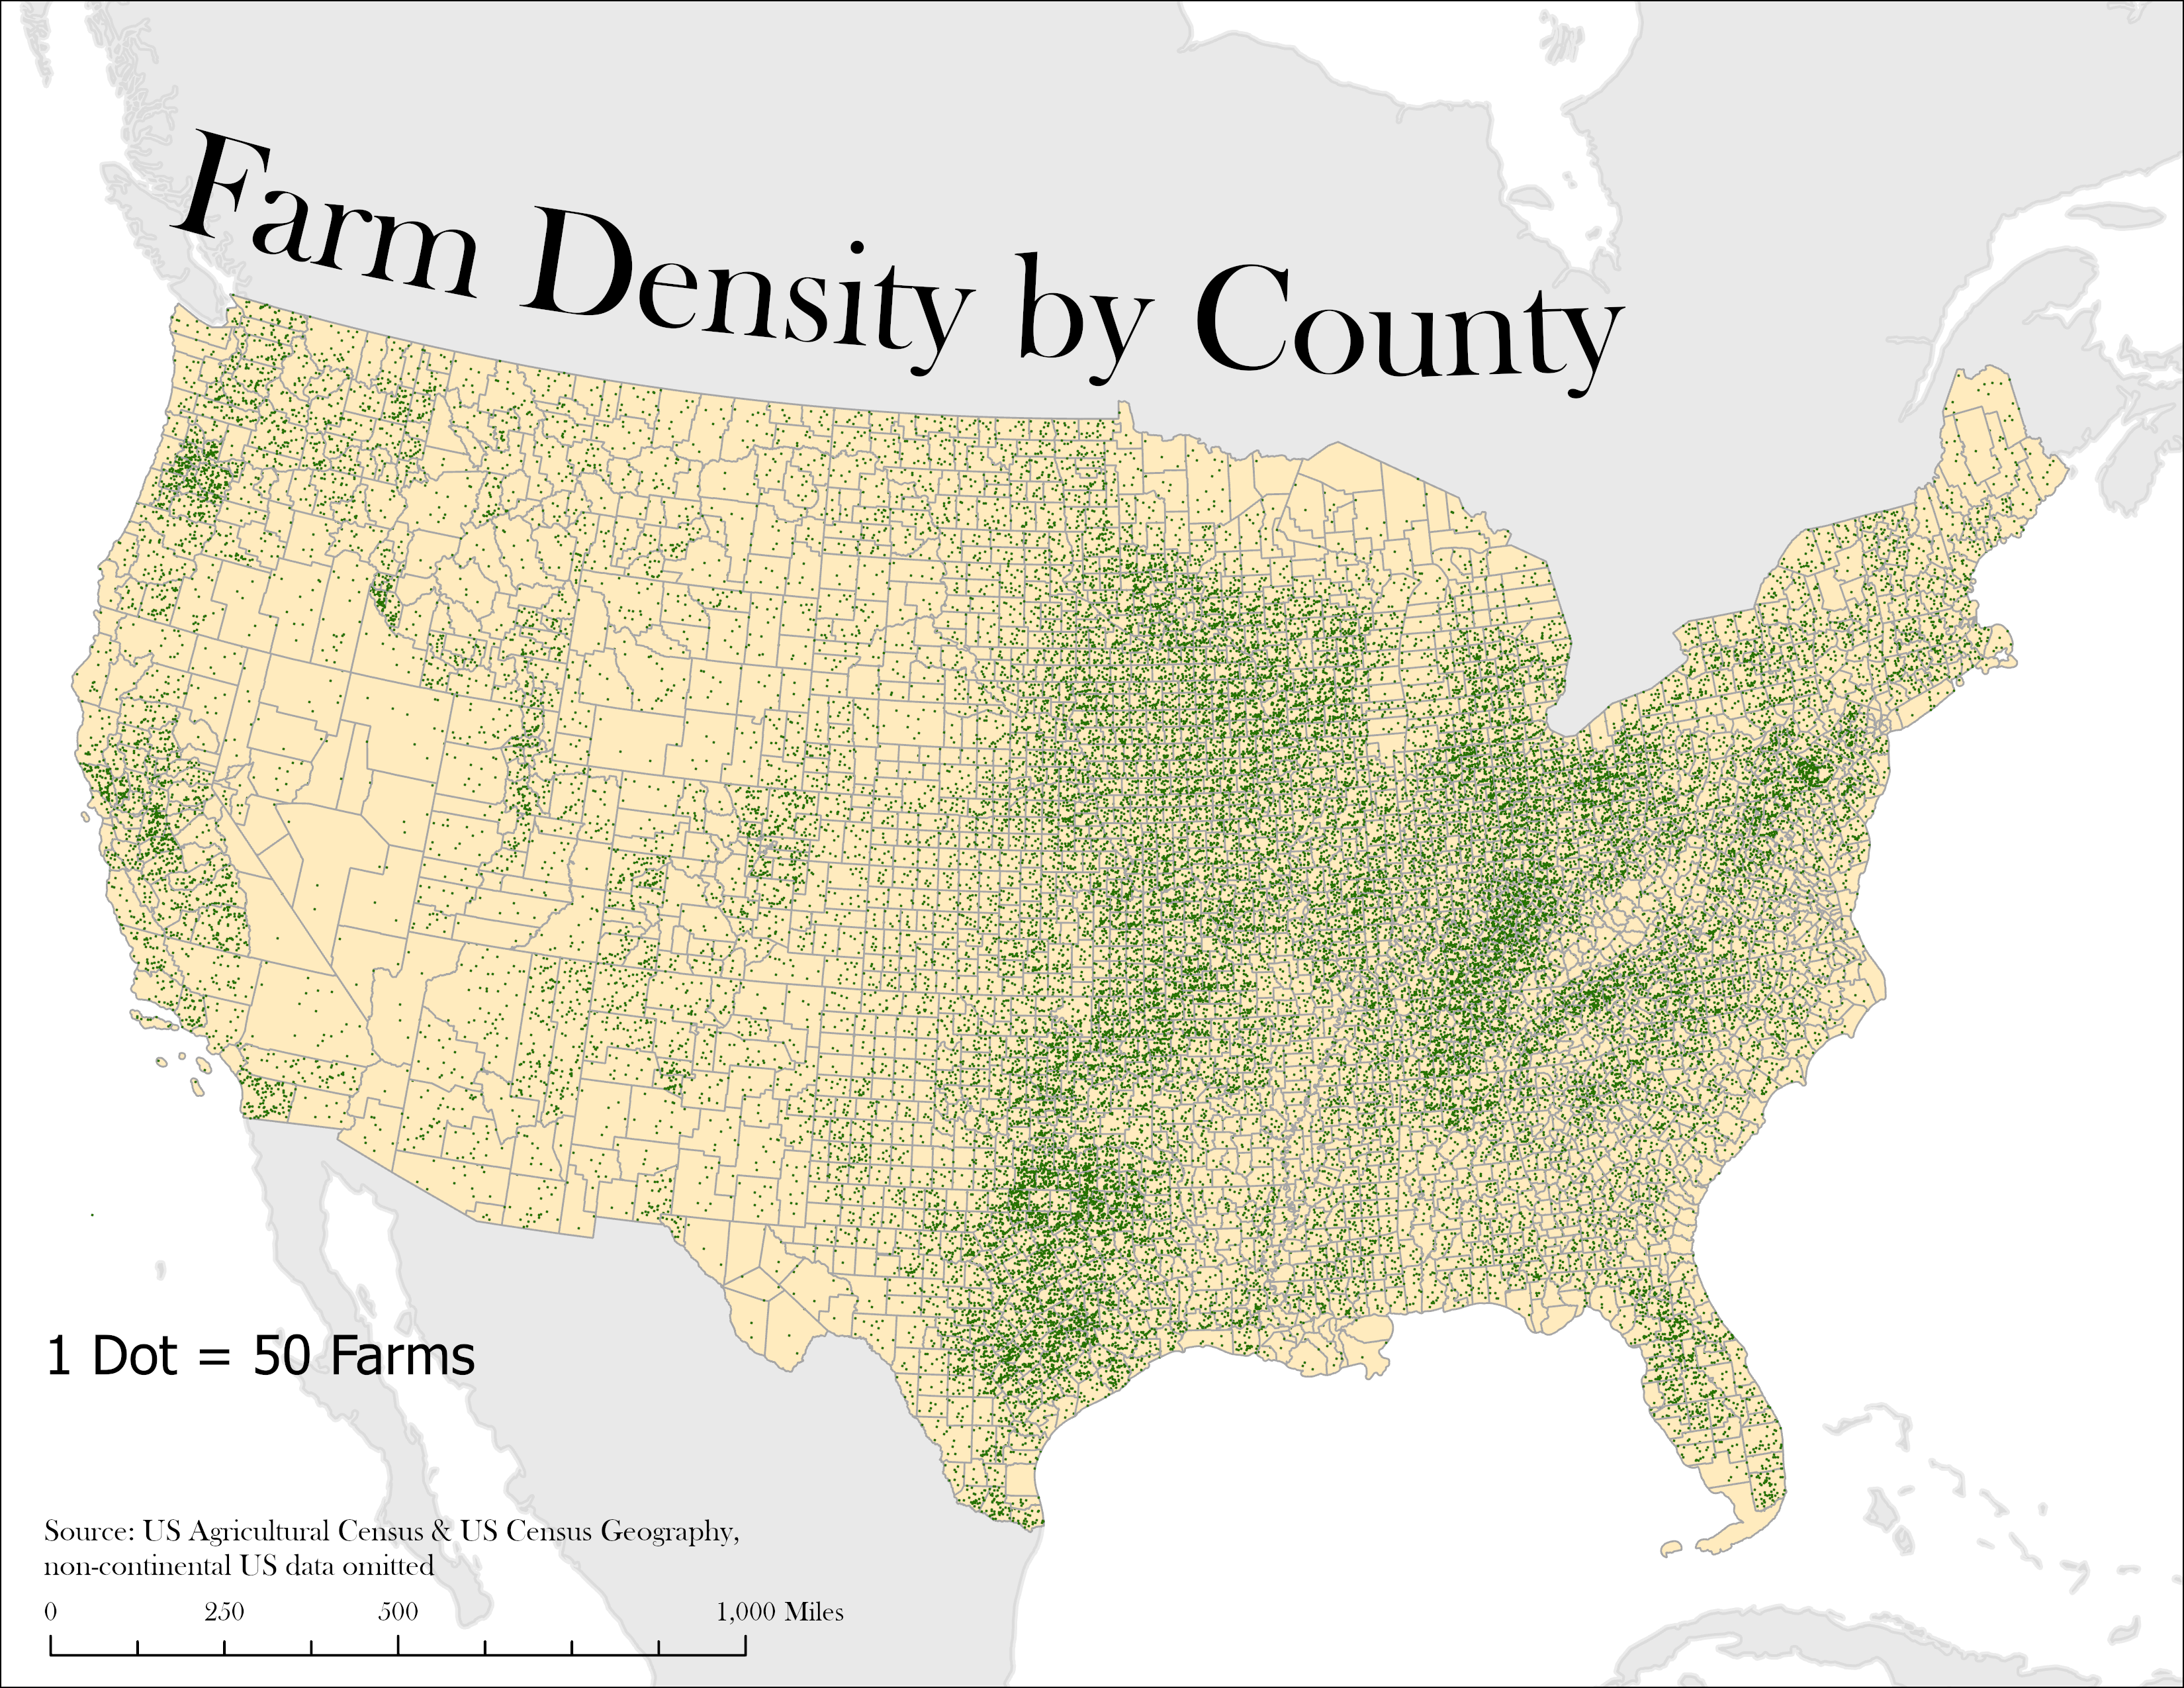 Farm Density by County
1 Dot = 50 Farms
Source: US Agricultural Census & US Census Geography,
non-continental US data omitted
0 250 500 1,000 Miles